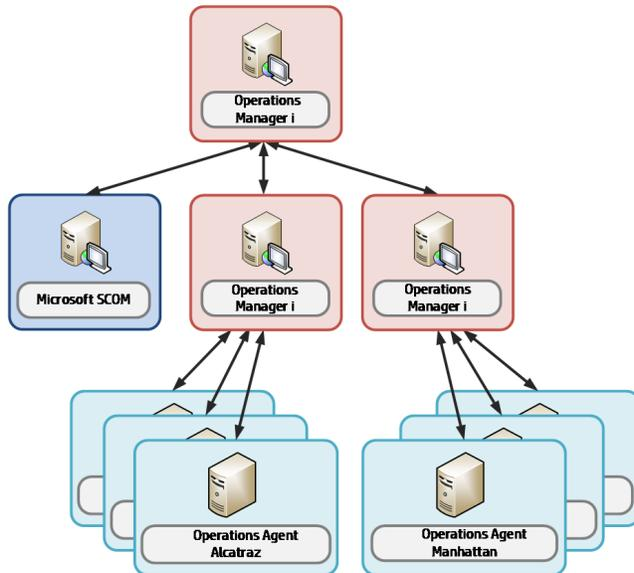 Operations
Manager i
Microsoft SCOM
Operations
Manager i
Operations
Manager i
Operations Agent
Alcatraz
Operations Agent
Manhattan